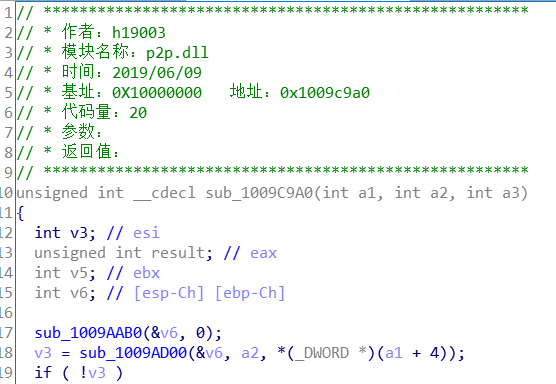 1 // ***************************************************
2 // * 作者: h19003
3 // * 模块名称: p2p.dll
4 // * 时间: 2019/06/09
5 // * 基址: 0X10000000   地址: 0x1009c9a0
6 // * 代码量: 20
7 // * 参数:
8 // * 返回值:
9 // ***************************************************
10 unsigned int __cdecl sub_1009C9A0(int a1, int a2, int a3)
11 {
12   int v3; // esi
13   unsigned int result; // eax
14   int v5; // ebx
15   int v6; // [esp-Ch] [ebp-Ch]
16
17   sub_1009AAB0(&v6, 0);
18   v3 = sub_1009AD00(&v6, a2, *(_DWORD *)(a1 + 4));
19   if ( !v3 )